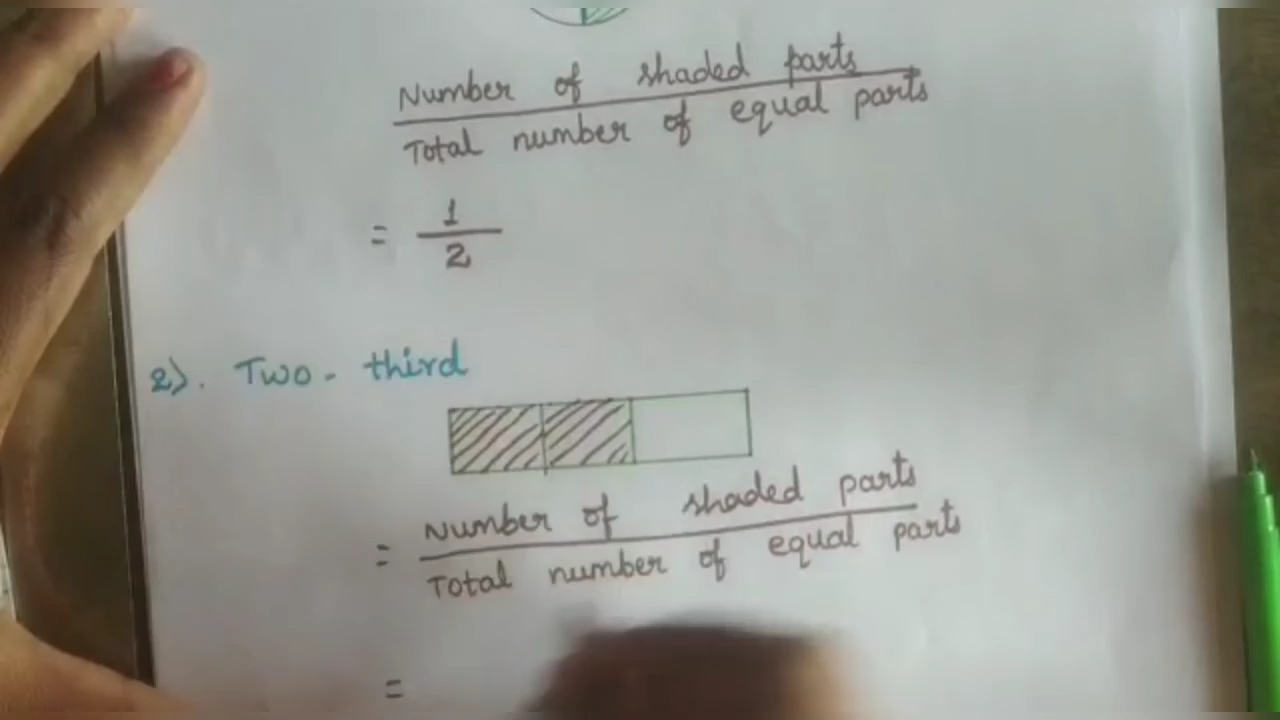 Number of shaded parts
Total number of equal parts
= 1
2
2). Two-third
= Number of shaded parts
Total number of equal parts
=